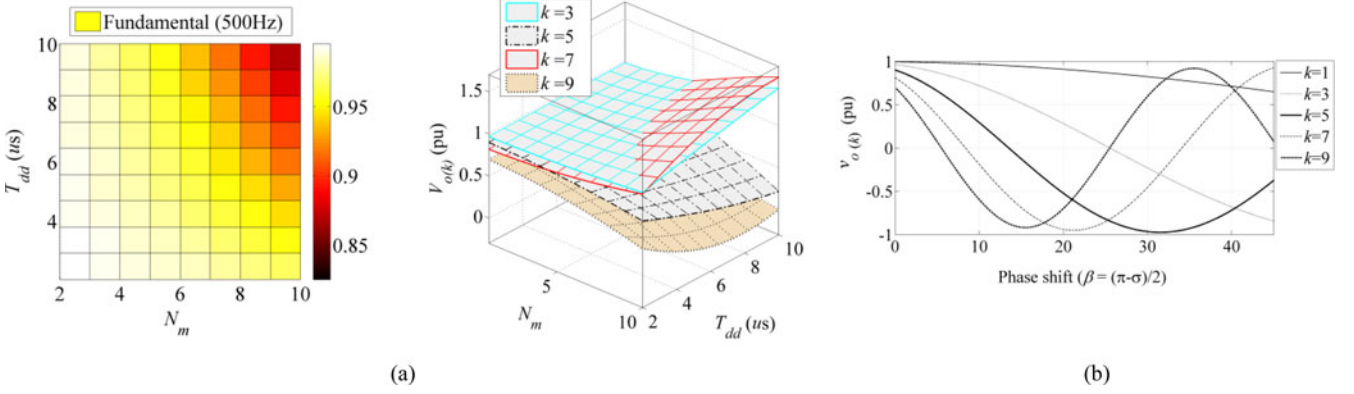 Fundamental (500Hz)
10
8
6
4
T_dd (us)
2 4 6 8 10
N_m
0.95
0.9
0.85
k = 3
k = 5
k = 7
k = 9
1.5
1
0.5
0
V_o(k) (pu)
5
10
N_m
2
4
6
8
10
T_dd (us)
(a)
1
0.5
0
-0.5
-1
v_o (k) (pu)
0 10 20 30 40
Phase shift (β = (π-σ)/2)
k=1
k=3
k=5
k=7
k=9
(b)